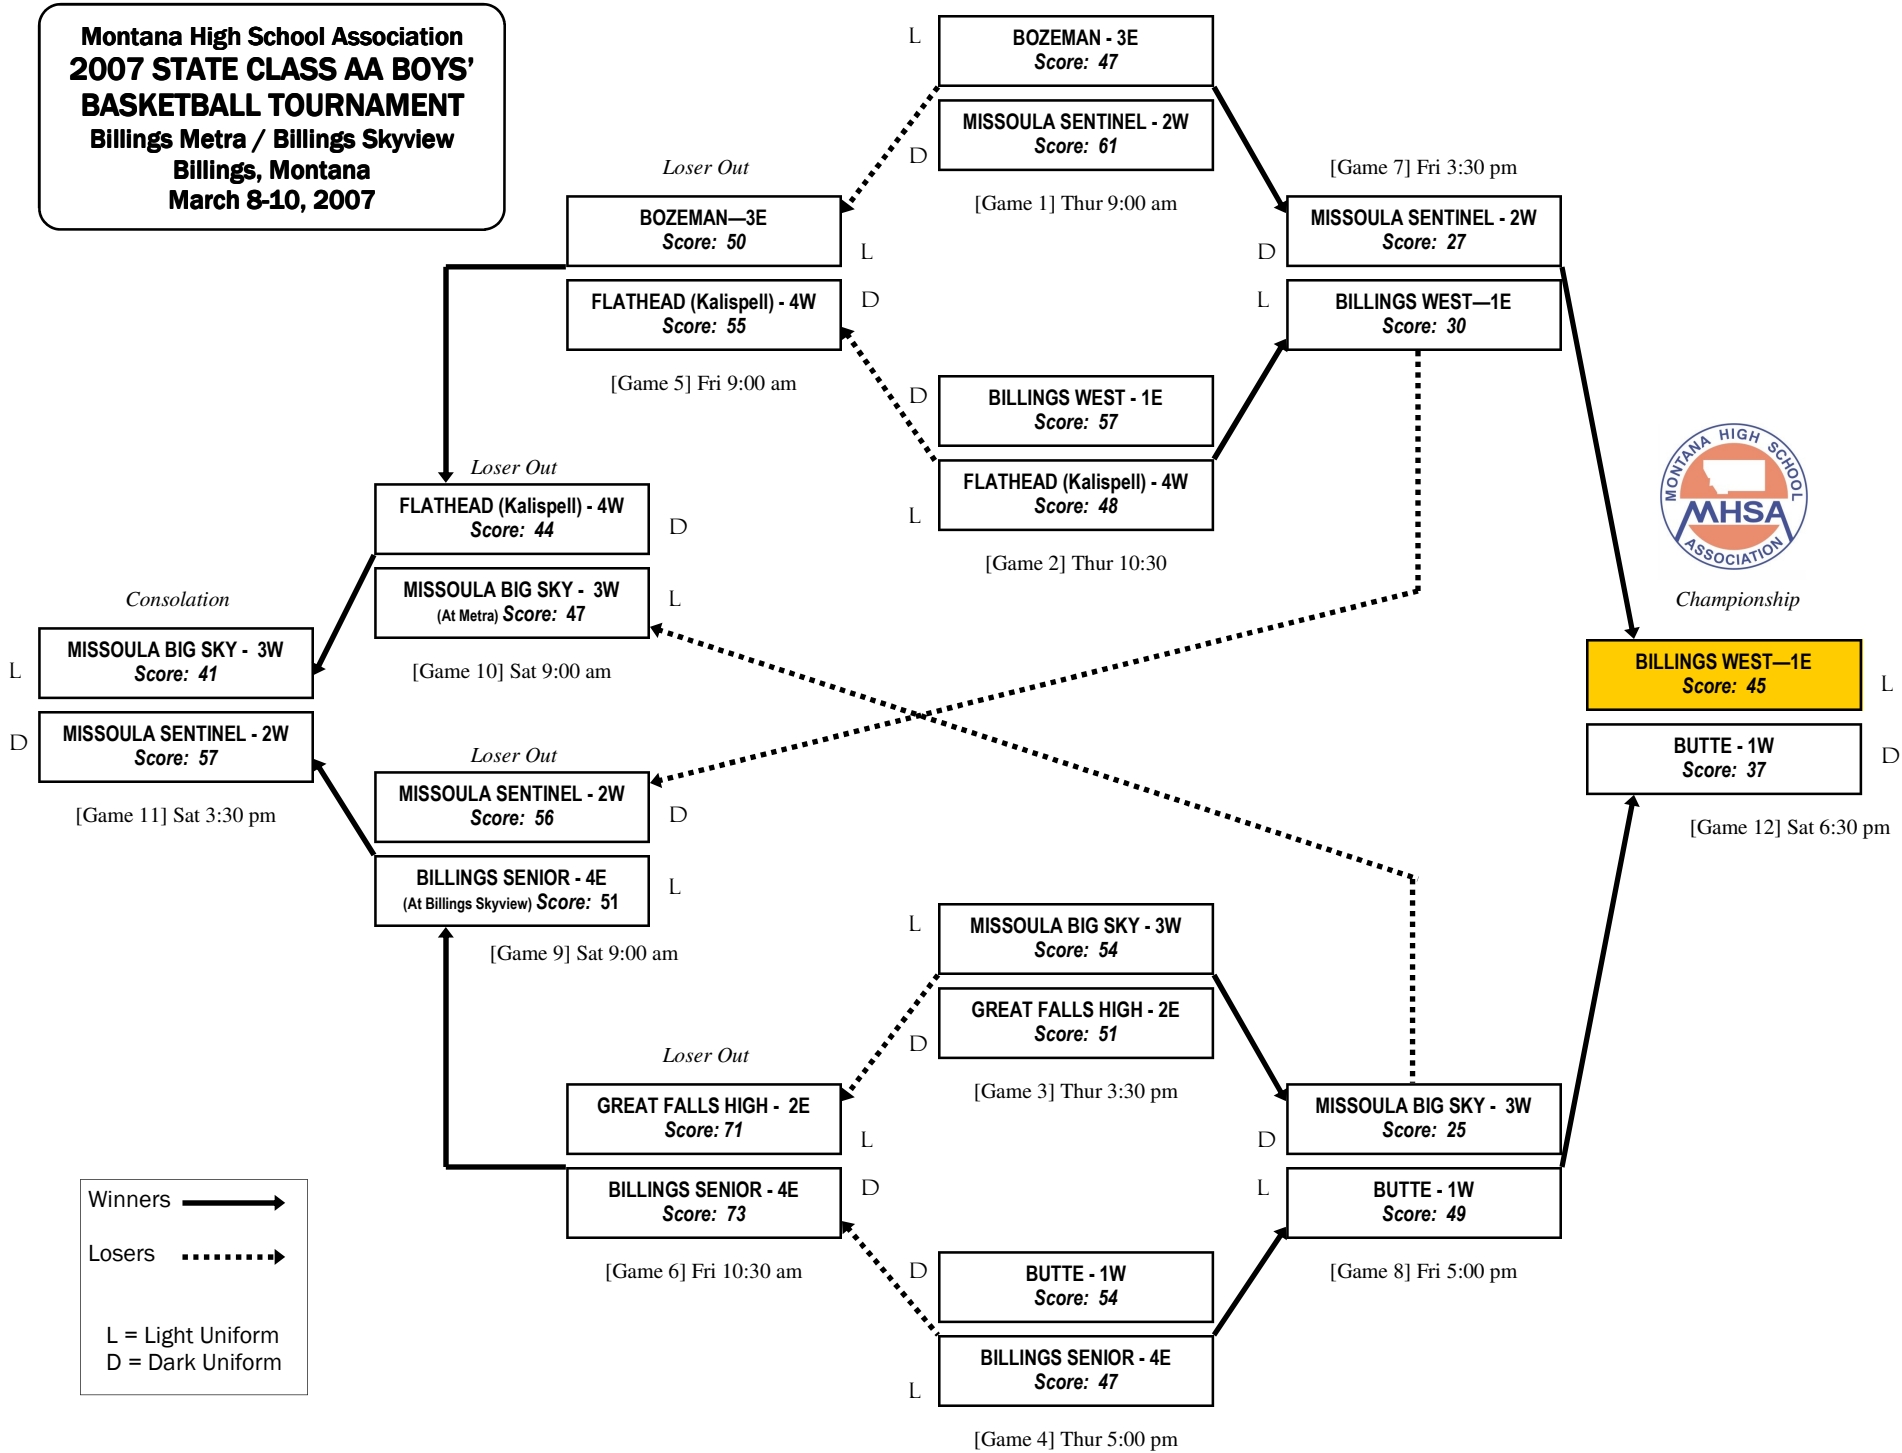 Montana High School Association
2007 STATE CLASS AA BOYS'
BASKETBALL TOURNAMENT
Billings Metra / Billings Skyview
Billings, Montana
March 8-10, 2007
L
BOZEMAN - 3E
Score: 47
MISSOULA SENTINEL - 2W
Score: 61
D
[Game 1] Thur 9:00 am
Loser Out
BOZEMAN—3E
Score: 50
L
FLATHEAD (Kalispell) - 4W
Score: 55
D
[Game 5] Fri 9:00 am
[Game 7] Fri 3:30 pm
MISSOULA SENTINEL - 2W
Score: 27
D
L
BILLINGS WEST—1E
Score: 30
D
BILLINGS WEST - 1E
Score: 57
FLATHEAD (Kalispell) - 4W
Score: 48
L
[Game 2] Thur 10:30
Loser Out
FLATHEAD (Kalispell) - 4W
Score: 44
D
MISSOULA BIG SKY - 3W
(At Metra) Score: 47
L
[Game 10] Sat 9:00 am
MONTANA HIGH SCHOOL
MHSA
ASSOCIATION
Championship
BILLINGS WEST—1E
Score: 45
L
BUTTE - 1W
Score: 37
D
[Game 12] Sat 6:30 pm
Consolation
L
MISSOULA BIG SKY - 3W
Score: 41
D
MISSOULA SENTINEL - 2W
Score: 57
[Game 11] Sat 3:30 pm
Loser Out
MISSOULA SENTINEL - 2W
Score: 56
D
BILLINGS SENIOR - 4E
(At Billings Skyview) Score: 51
L
[Game 9] Sat 9:00 am
L
MISSOULA BIG SKY - 3W
Score: 54
GREAT FALLS HIGH - 2E
Score: 51
D
[Game 3] Thur 3:30 pm
Loser Out
GREAT FALLS HIGH - 2E
Score: 71
L
BILLINGS SENIOR - 4E
Score: 73
D
[Game 6] Fri 10:30 am
MISSOULA BIG SKY - 3W
Score: 25
D
L
BUTTE - 1W
Score: 49
[Game 8] Fri 5:00 pm
D
BUTTE - 1W
Score: 54
BILLINGS SENIOR - 4E
Score: 47
L
[Game 4] Thur 5:00 pm
Winners
Losers
L = Light Uniform
D = Dark Uniform